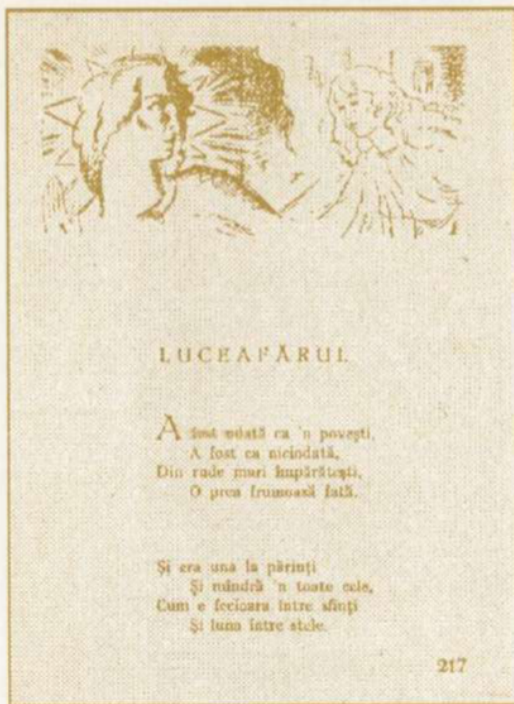 LUCEAFĂRUL
A fost odată ca 'n povești,
A fost ca niciodată,
Din rude mari împărătești,
O prea frumoasă fată.
Și era una la părinți
Și mîndră 'n toate cele,
Cum e fecioara între sfinți
Și luna între stele.
217